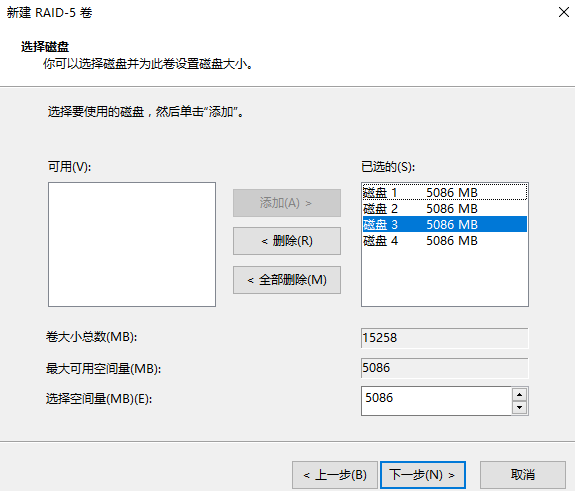 新建 RAID-5 卷
选择磁盘
你可以选择磁盘并为此卷设置磁盘大小。
选择要使用的磁盘，然后单击“添加”。
可用(V):
已选的(S):
磁盘 1 5086 MB
磁盘 2 5086 MB
磁盘 3 5086 MB
磁盘 4 5086 MB
添加(A) >
< 删除(R)
< 全部删除(M)
卷大小总数(MB): 15258
最大可用空间量(MB): 5086
选择空间量(MB)(E): 5086
< 上一步(B) 下一步(N) > 取消